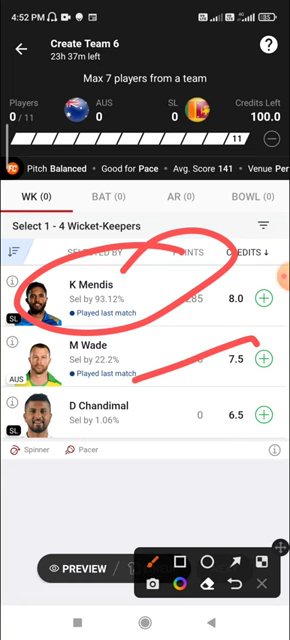 4:52 PM
35
Create Team 6
23h 37m left
?
Max 7 players from a team
Players
0 / 11
AUS
0
SL
0
Credits Left
100.0
11
FC Pitch Balanced • Good for Pace • Avg. Score 141 • Venue Per
WK (0) BAT (0) AR (0) BOWL (0)
Select 1 - 4 Wicket-Keepers
SELECTED BY POINTS CREDITS ↓
K Mendis
Sel by 93.12%
285 8.0
Played last match
SL
M Wade
Sel by 22.2%
7.5
Played last match
AUS
D Chandimal
Sel by 1.06%
0 6.5
SL
Spinner Pacer
PREVIEW